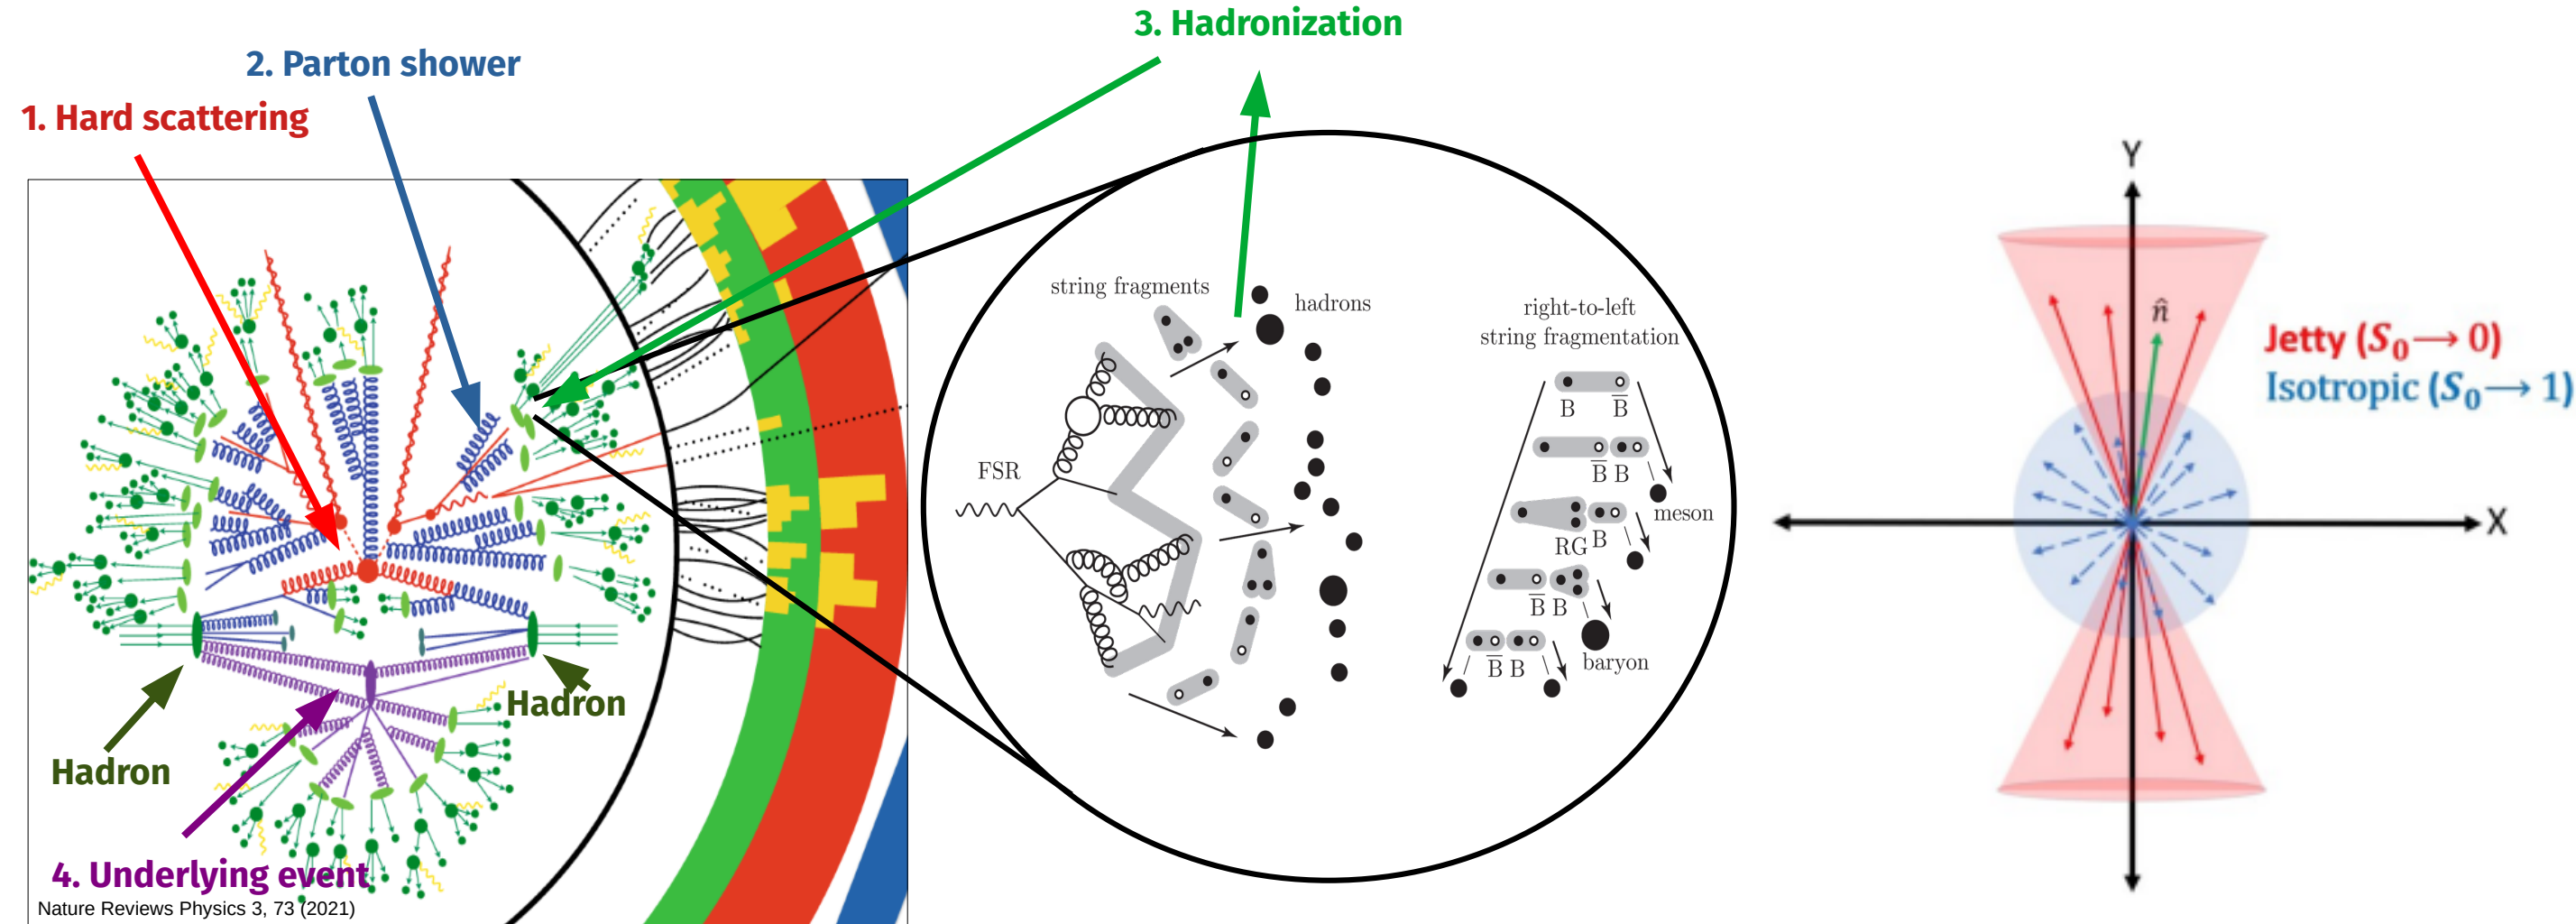 3. Hadronization
2. Parton shower
1. Hard scattering
Hadron
Hadron
4. Underlying event
Nature Reviews Physics 3, 73 (2021)
string fragments
hadrons
FSR
right-to-left
string fragmentation
B B̅
B̅ B
meson
RG B
B̅ B
baryon
B̅ B
Y
n̂
X
Jetty (S₀⟶ 0)
Isotropic (S₀⟶ 1)